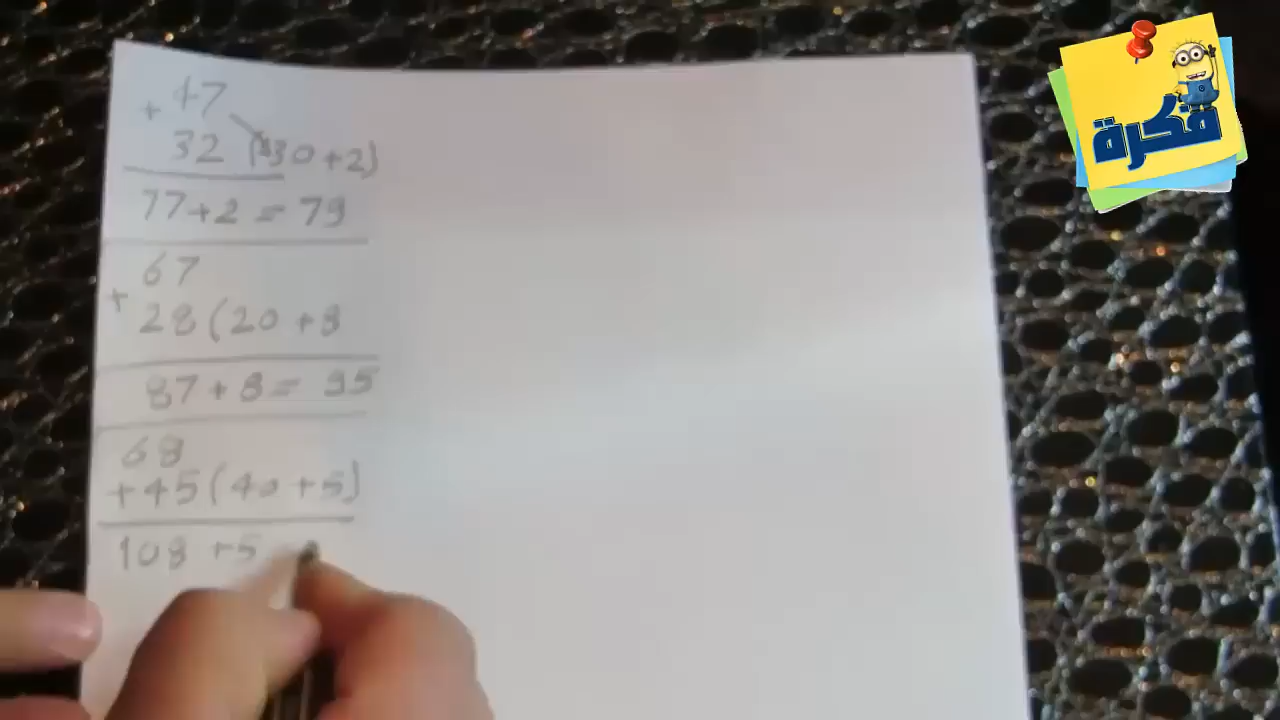 + 47
32 (30+2)
77+2 = 79
67
+ 28 (20 +8
87+8= 95
68
+45 (40 +5)
108 +5
فكرة